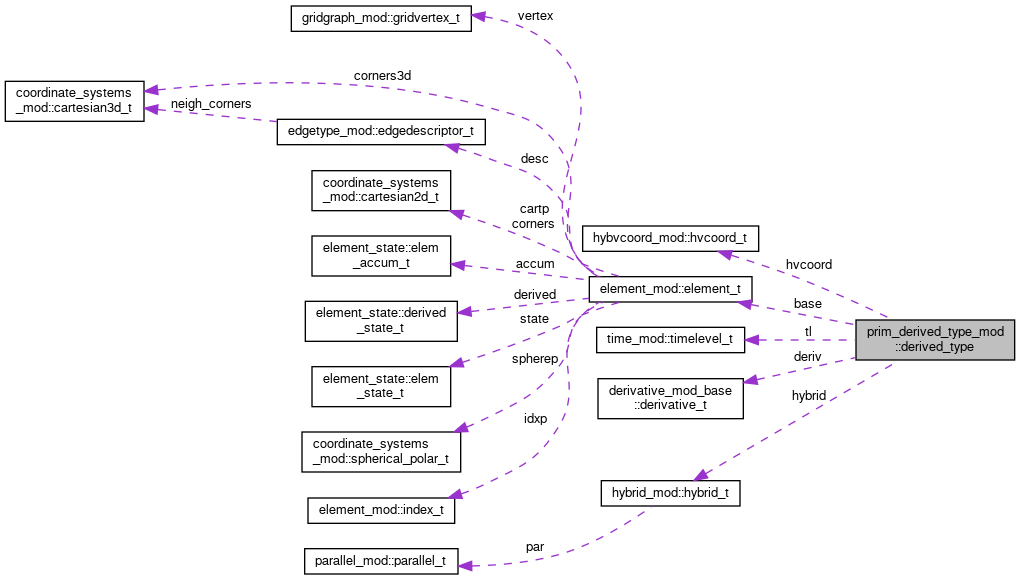 gridgraph_mod::gridvertex_t
vertex
corners3d
coordinate_systems
_mod::cartesian3d_t
neigh_corners
edgetype_mod::edgedescriptor_t
desc
coordinate_systems
_mod::cartesian2d_t
cartp
corners
hybvcoord_mod::hvcoord_t
element_state::elem
_accum_t
accum
hvcoord
element_mod::element_t
derived
base
element_state::derived
_state_t
state
time_mod::timelevel_t
tl
prim_derived_type_mod
::derived_type
spherep
deriv
element_state::elem
_state_t
derivative_mod_base
::derivative_t
hybrid
idxp
coordinate_systems
_mod::spherical_polar_t
hybrid_mod::hybrid_t
element_mod::index_t
par
parallel_mod::parallel_t